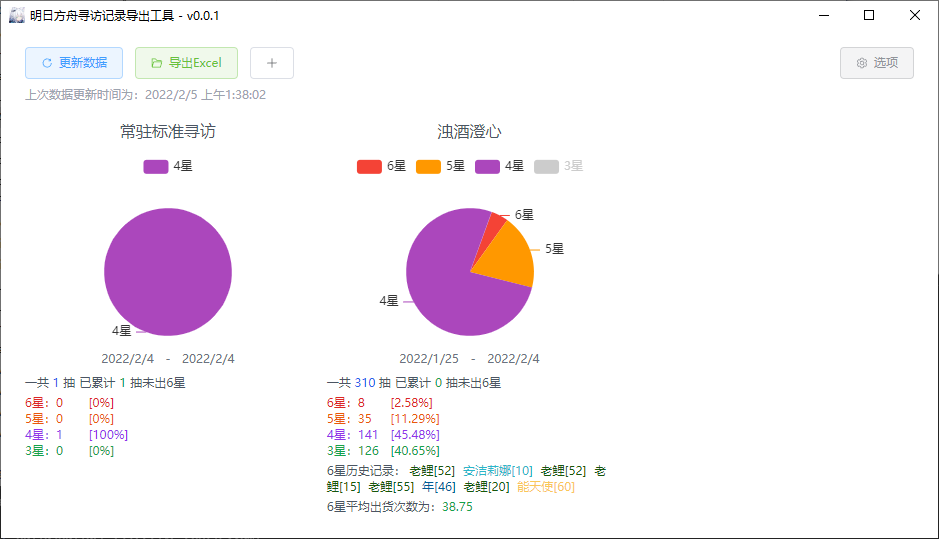 明日方舟寻访记录导出工具 - v0.0.1
更新数据 导出Excel + 选项
上次数据更新时间为：2022/2/5 上午1:38:02
常驻标准寻访
4星
4星
2022/2/4 - 2022/2/4
一共 1 抽 已累计 1 抽未出6星
6星：0 [0%]
5星：0 [0%]
4星：1 [100%]
3星：0 [0%]
浊酒澄心
6星 5星 4星 3星
6星
5星
4星
2022/1/25 - 2022/2/4
一共 310 抽 已累计 0 抽未出6星
6星：8 [2.58%]
5星：35 [11.29%]
4星：141 [45.48%]
3星：126 [40.65%]
6星历史记录： 老鲤[52] 安洁莉娜[10] 老鲤[52] 老
鲤[15] 老鲤[55] 年[46] 老鲤[20] 能天使[60]
6星平均出货次数为：38.75